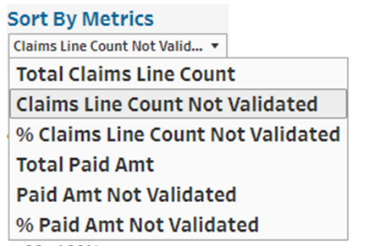 Sort By Metrics
Claims Line Count Not Valid...
Total Claims Line Count
Claims Line Count Not Validated
% Claims Line Count Not Validated
Total Paid Amt
Paid Amt Not Validated
% Paid Amt Not Validated